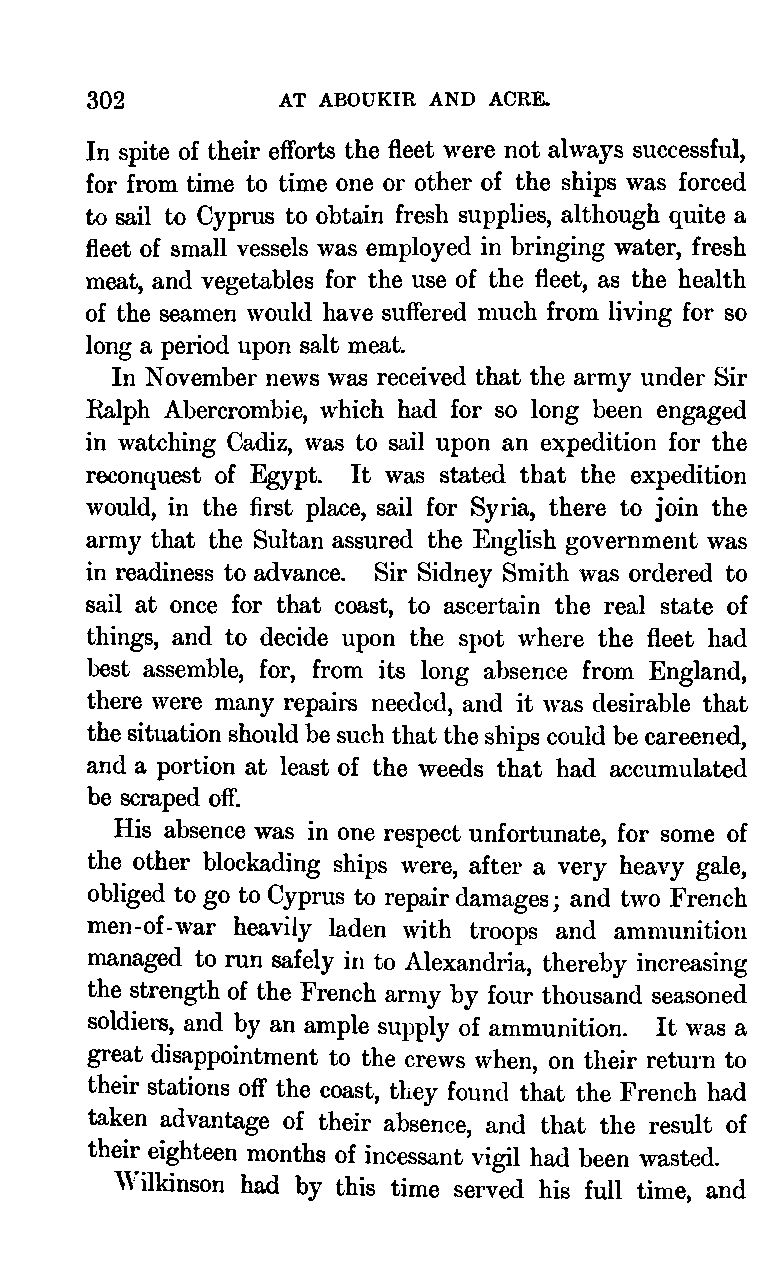 302 AT ABOUKIR AND ACRE.
In spite of their efforts the fleet were not always successful,
for from time to time one or other of the ships was forced
to sail to Cyprus to obtain fresh supplies, although quite a
fleet of small vessels was employed in bringing water, fresh
meat, and vegetables for the use of the fleet, as the health
of the seamen would have suffered much from living for so
long a period upon salt meat.
In November news was received that the army under Sir
Ralph Abercrombie, which had for so long been engaged
in watching Cadiz, was to sail upon an expedition for the
reconquest of Egypt. It was stated that the expedition
would, in the first place, sail for Syria, there to join the
army that the Sultan assured the English government was
in readiness to advance. Sir Sidney Smith was ordered to
sail at once for that coast, to ascertain the real state of
things, and to decide upon the spot where the fleet had
best assemble, for, from its long absence from England,
there were many repairs needed, and it was desirable that
the situation should be such that the ships could be careened,
and a portion at least of the weeds that had accumulated
be scraped off.
His absence was in one respect unfortunate, for some of
the other blockading ships were, after a very heavy gale,
obliged to go to Cyprus to repair damages; and two French
men-of-war heavily laden with troops and ammunition
managed to run safely in to Alexandria, thereby increasing
the strength of the French army by four thousand seasoned
soldiers, and by an ample supply of ammunition. It was a
great disappointment to the crews when, on their return to
their stations off the coast, they found that the French had
taken advantage of their absence, and that the result of
their eighteen months of incessant vigil had been wasted.
Wilkinson had by this time served his full time, and